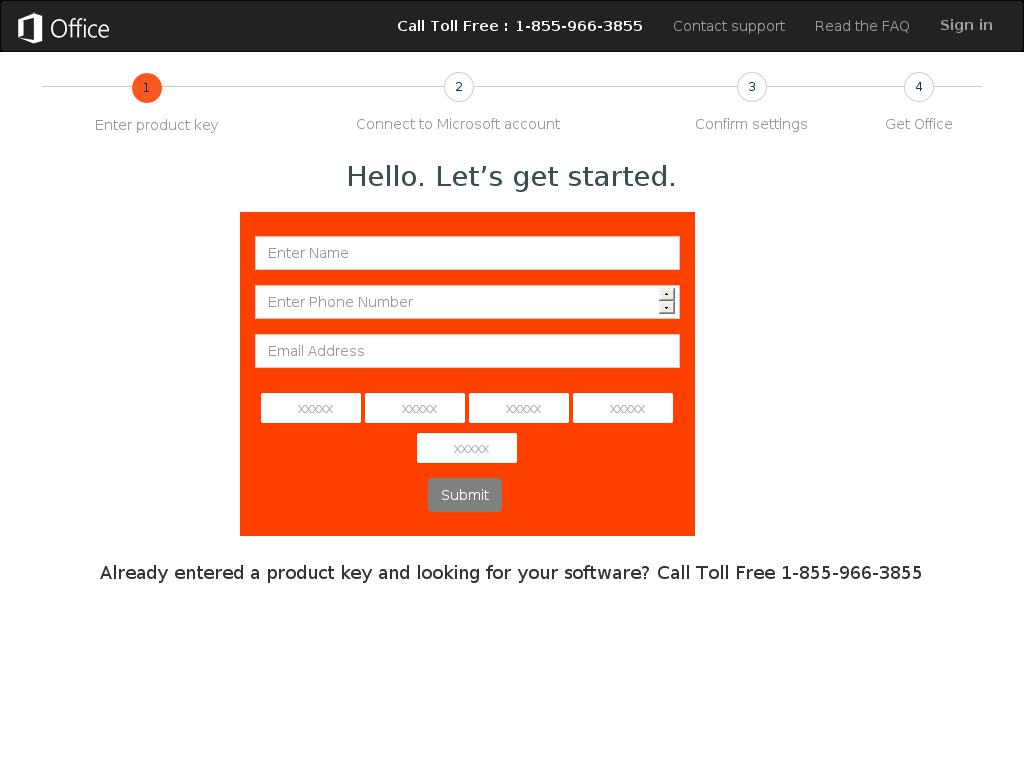 Office
Call Toll Free : 1-855-966-3855
Contact support
Read the FAQ
Sign in
1
2
3
4
Enter product key
Connect to Microsoft account
Confirm settings
Get Office
Hello. Let’s get started.
Enter Name
Enter Phone Number
Email Address
xxxxx xxxxx xxxxx xxxxx
xxxxx
Submit
Already entered a product key and looking for your software? Call Toll Free 1-855-966-3855